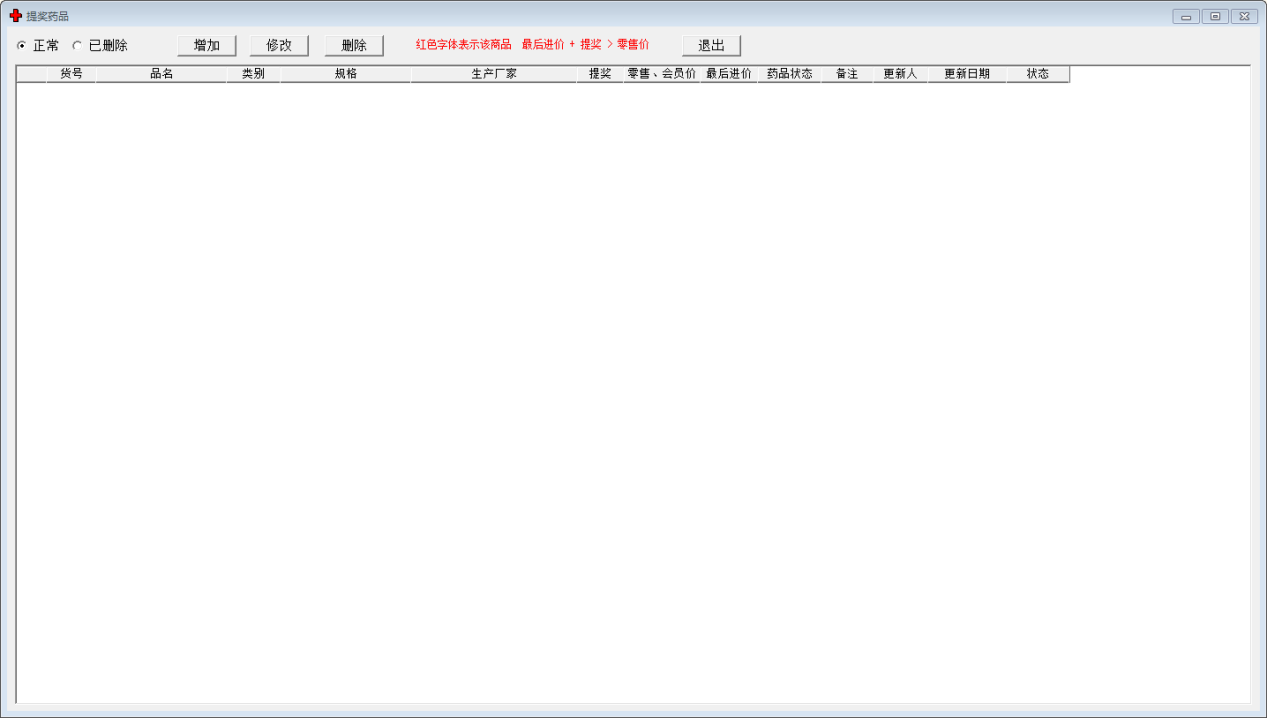 提奖药品
正常 已删除 增加 修改 删除 红色字体表示该商品 最后进价 + 提奖 > 零售价 退出
货号 品名 类别 规格 生产厂家 提奖 零售、会员价 最后进价 药品状态 备注 更新人 更新日期 状态